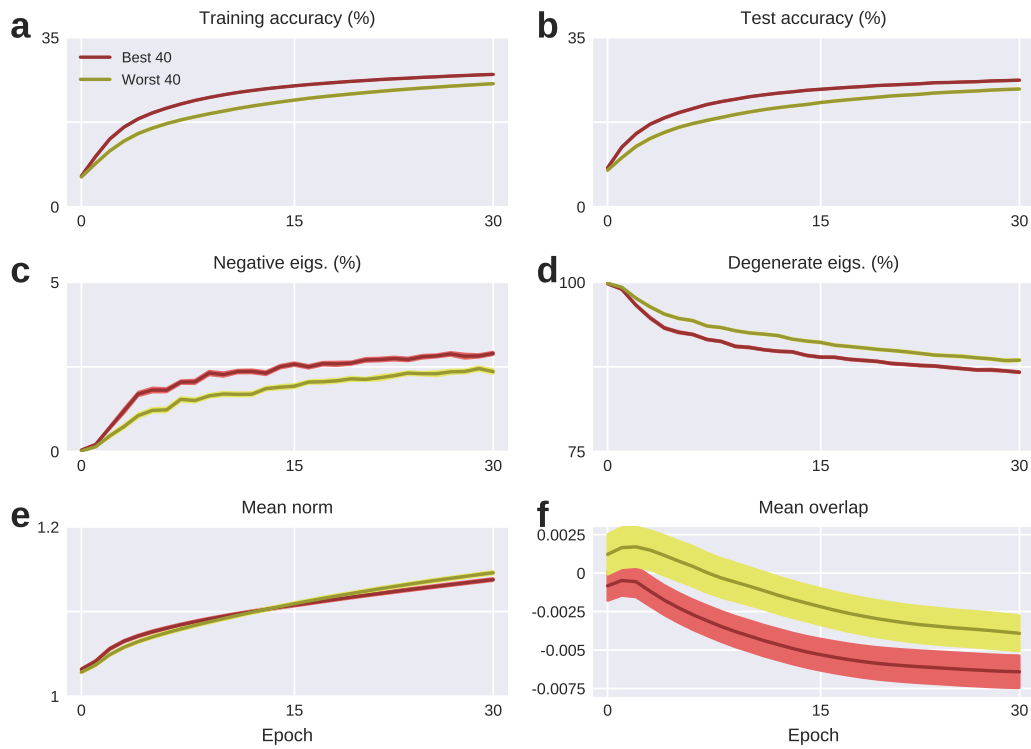 a
Training accuracy (%)
35
Best 40
Worst 40
0
0
15
30
b
Test accuracy (%)
35
0
0
15
30
c
Negative eigs. (%)
5
0
0
15
30
d
Degenerate eigs. (%)
100
75
0
15
30
e
Mean norm
1.2
1
0
15
30
Epoch
f
Mean overlap
0.0025
0
-0.0025
-0.005
-0.0075
0
15
30
Epoch